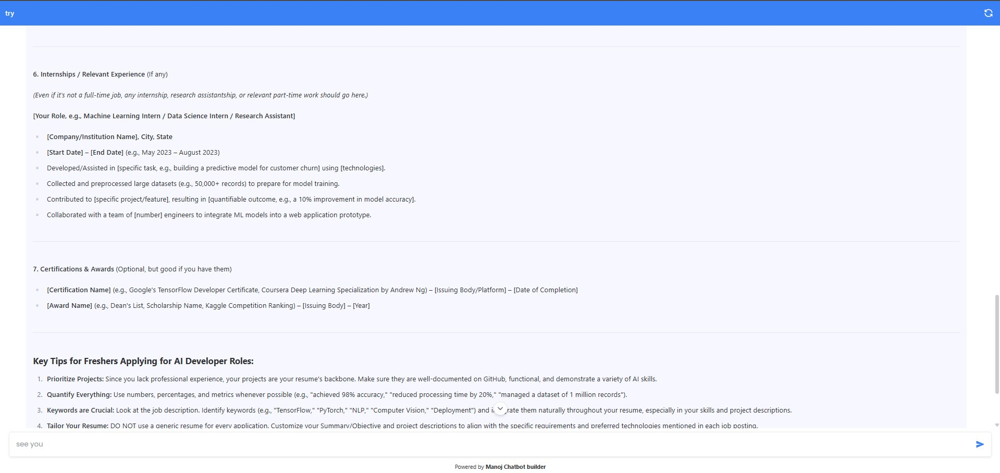 try
6. Internships / Relevant Experience (If any)
(Even if it's not a full-time job, any internship, research assistantship, or relevant part-time work should go here.)
[Your Role, e.g., Machine Learning Intern / Data Science Intern / Research Assistant]
[Company/Institution Name], City, State
[Start Date] – [End Date] (e.g., May 2023 – August 2023)
Developed/Assisted in [specific task, e.g., building a predictive model for customer churn] using [technologies].
Collected and preprocessed large datasets (e.g., 50,000+ records) to prepare for model training.
Contributed to [specific project/feature], resulting in [quantifiable outcome, e.g., a 10% improvement in model accuracy].
Collaborated with a team of [number] engineers to integrate ML models into a web application prototype.
7. Certifications & Awards (Optional, but good if you have them)
[Certification Name] (e.g., Google's TensorFlow Developer Certificate, Coursera Deep Learning Specialization by Andrew Ng) – [Issuing Body/Platform] – [Date of Completion]
[Award Name] (e.g., Dean's List, Scholarship Name, Kaggle Competition Ranking) – [Issuing Body] – [Year]
Key Tips for Freshers Applying for AI Developer Roles:
1. Prioritize Projects: Since you lack professional experience, your projects are your resume's backbone. Make sure they are well-documented on GitHub, functional, and demonstrate a variety of AI skills.
2. Quantify Everything: Use numbers, percentages, and metrics whenever possible (e.g., "achieved 98% accuracy," "reduced processing time by 20%," "managed a dataset of 1 million records").
3. Keywords are Crucial: Look at the job description. Identify keywords (e.g., "TensorFlow," "PyTorch," "NLP," "Computer Vision," "Deployment") and them naturally throughout your resume, especially in your skills and project descriptions.
4. Tailor Your Resume: DO NOT use a generic resume for every application. Customize your Summary/Objective and project descriptions to align with the specific requirements and preferred technologies mentioned in each job posting.
see you
Powered by Manoj Chatbot builder